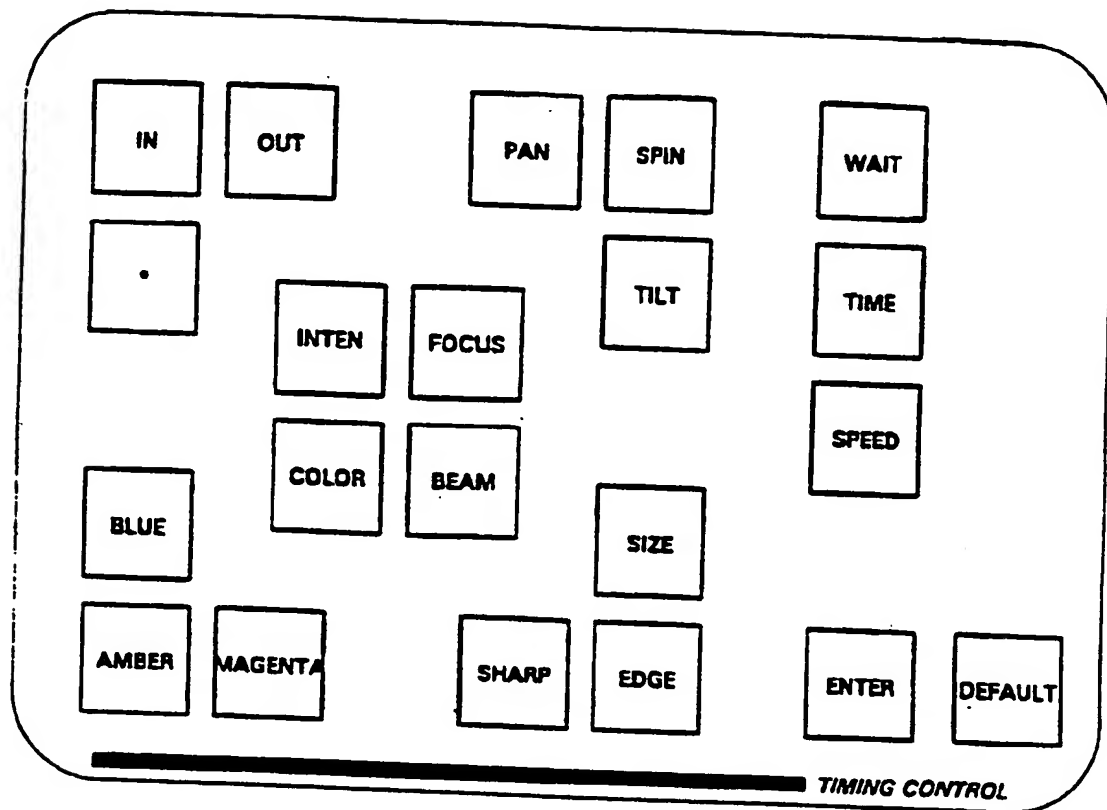 IN OUT PAN SPIN WAIT
• TILT TIME
INTEN FOCUS
SPEED
COLOR BEAM
BLUE SIZE
AMBER MAGENTA SHARP EDGE ENTER DEFAULT
TIMING CONTROL